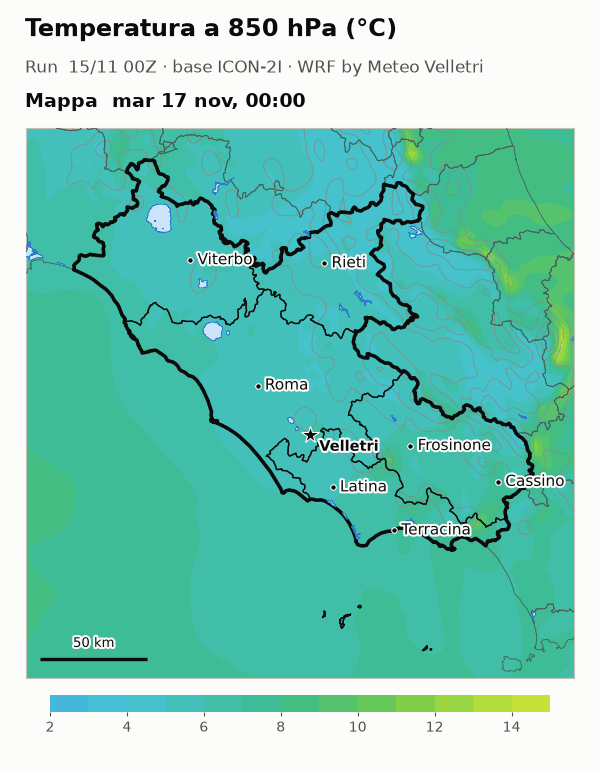 Temperatura a 850 hPa (°C)
Run  15/11 00Z · base ICON-2I · WRF by Meteo Velletri
Mappa  mar 17 nov, 00:00
Viterbo
Rieti
Roma
Velletri
Frosinone
Latina
Cassino
Terracina
50 km
2 4 6 8 10 12 14